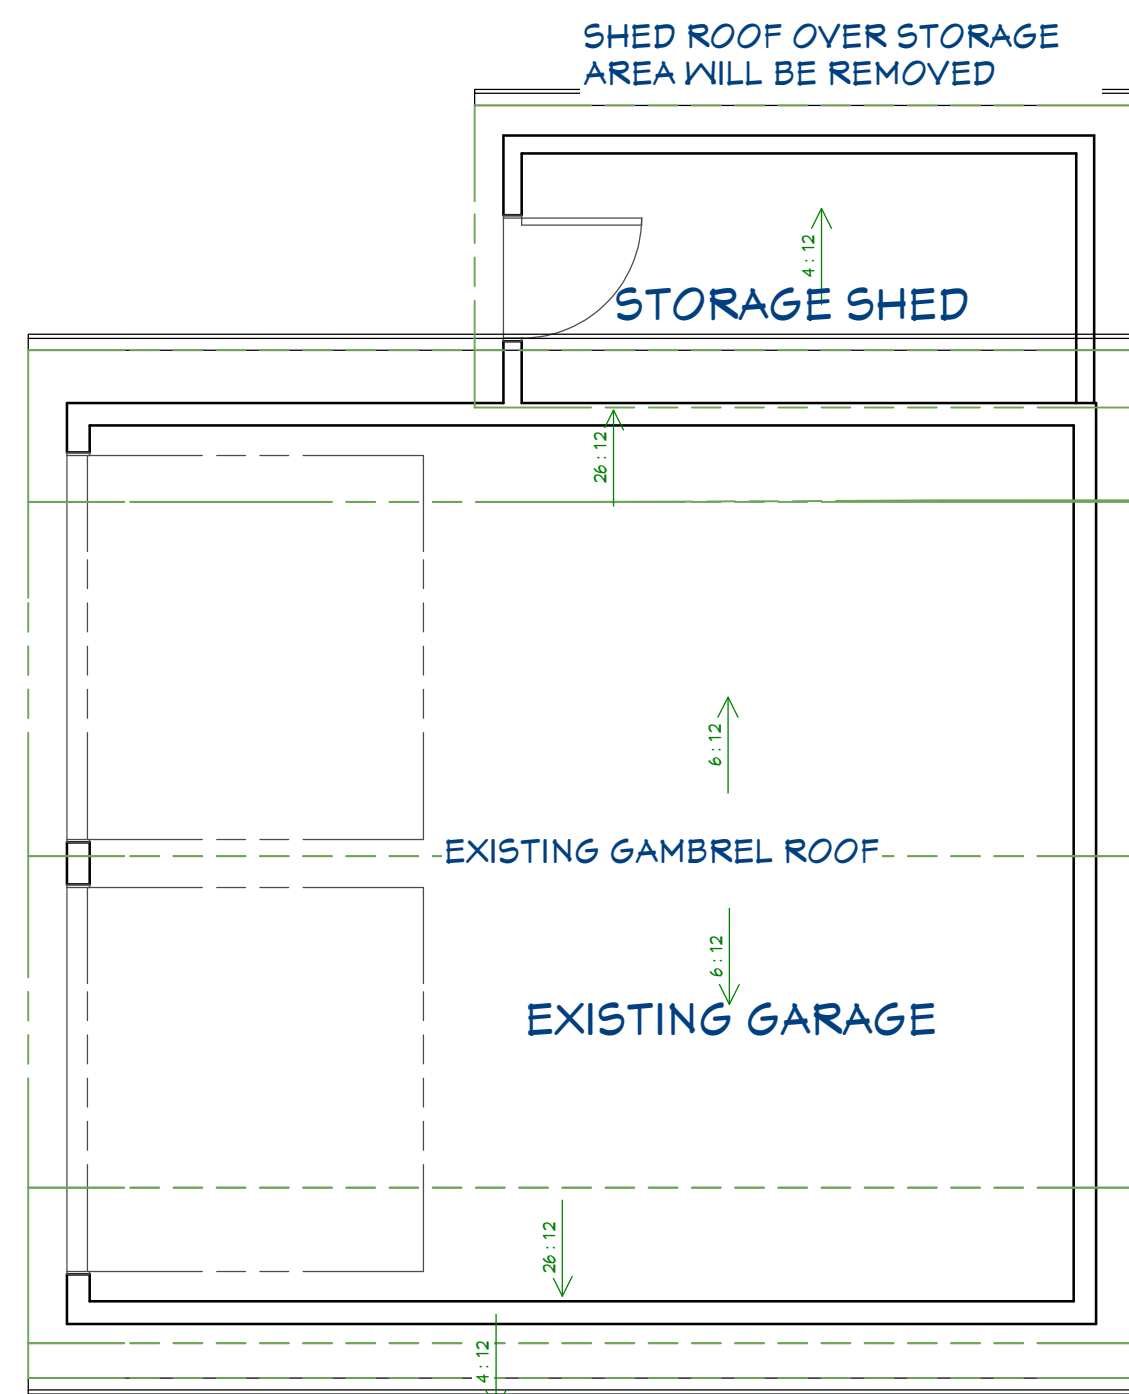 SHED ROOF OVER STORAGE
AREA WILL BE REMOVED
4 : 12
STORAGE SHED
26 : 12
6 : 12
EXISTING GAMBREL ROOF
6 : 12
EXISTING GARAGE
26 : 12
4 : 12